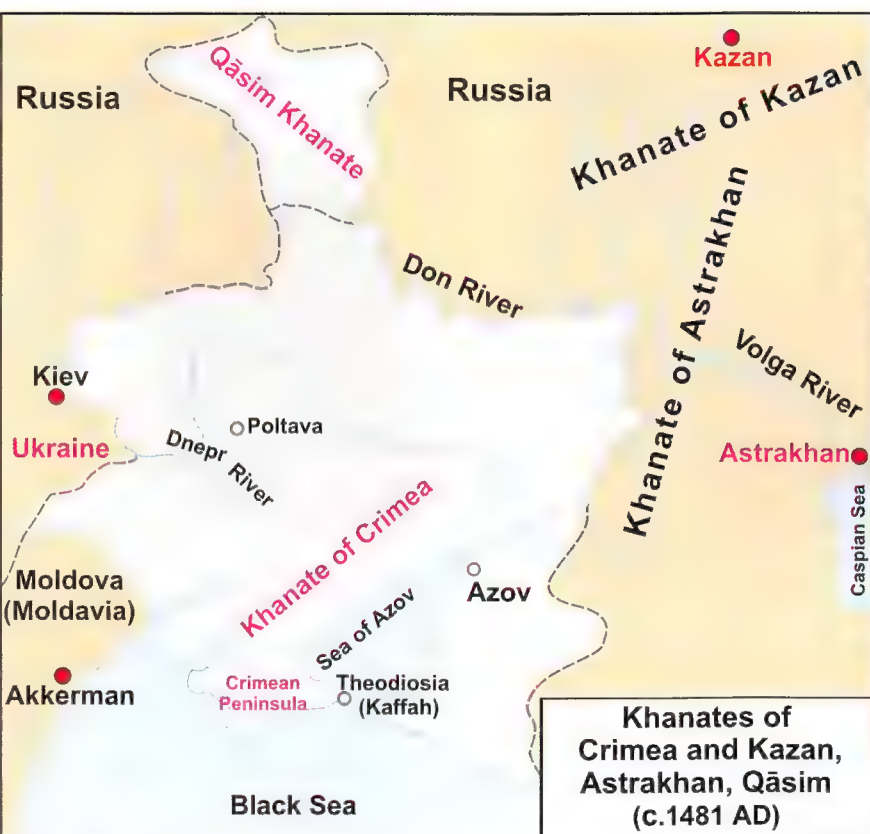 Qāsim Khanate
Kazan
Russia
Russia
Khanate of Kazan
Khanate of Astrakhan
Don River
Volga River
Kiev
Poltava
Ukraine
Dnepr River
Astrakhan
Khanate of Crimea
Caspian Sea
Moldova
(Moldavia)
Azov
Sea of Azov
Akkerman
Crimean
Peninsula
Theodiosia
(Kaffah)
Black Sea
Khanates of
Crimea and Kazan,
Astrakhan, Qāsim
(c.1481 AD)